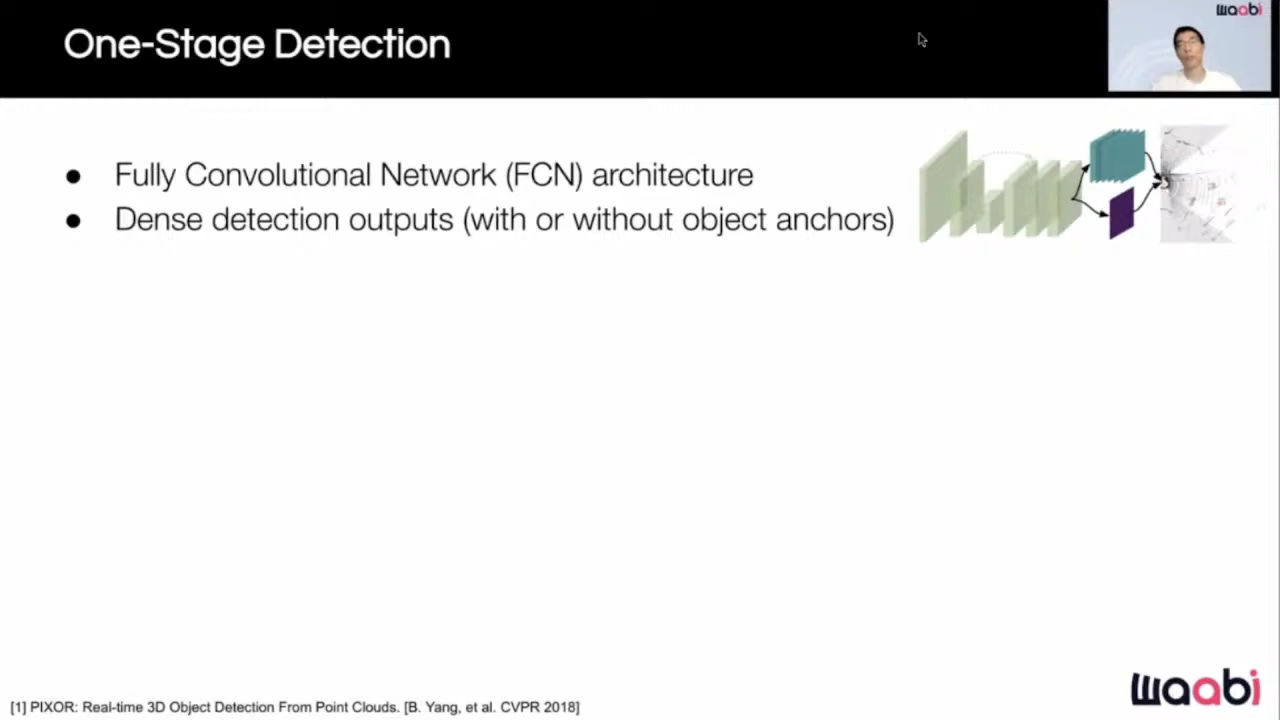 One-Stage Detection
waabi
● Fully Convolutional Network (FCN) architecture
● Dense detection outputs (with or without object anchors)
waabi
[1] PIXOR: Real-time 3D Object Detection From Point Clouds. [B. Yang, et al. CVPR 2018]